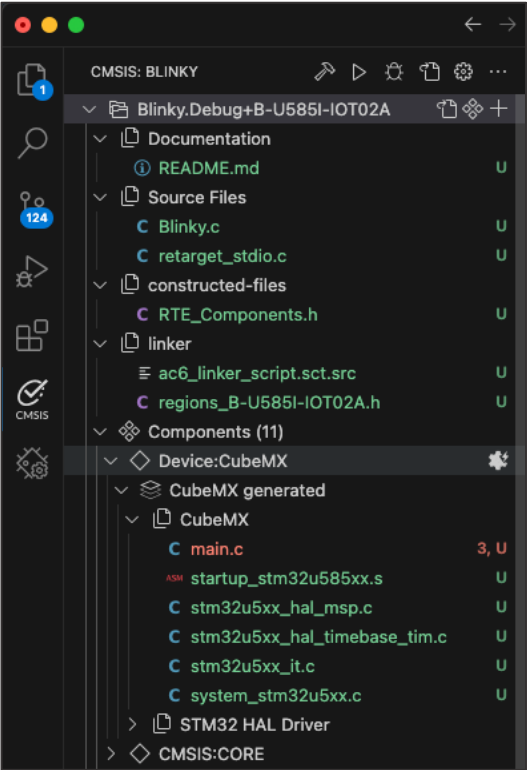 CMSIS: BLINKY
1
Blinky.Debug+B-U585I-IOT02A
Documentation
README.md U
Source Files
124
Blinky.c U
retarget_stdio.c U
constructed-files
C RTE_Components.h U
linker
ac6_linker_script.sct.src U
CMSIS
C regions_B-U585I-IOT02A.h U
Components (11)
Device:CubeMX
CubeMX generated
CubeMX
C main.c 3, U
ASM startup_stm32u585xx.s U
C stm32u5xx_hal_msp.c U
C stm32u5xx_hal_timebase_tim.c U
C stm32u5xx_it.c U
C system_stm32u5xx.c U
STM32 HAL Driver
CMSIS:CORE